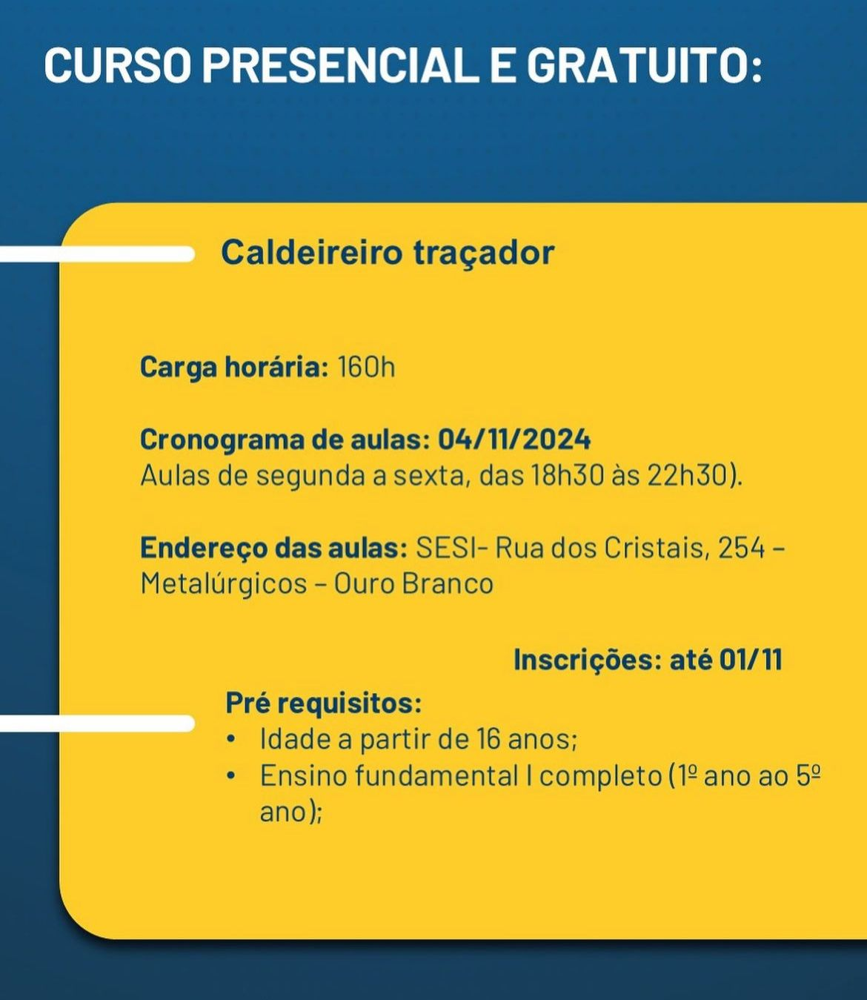 CURSO PRESENCIAL E GRATUITO:
Caldeireiro traçador
Carga horária: 160h
Cronograma de aulas: 04/11/2024
Aulas de segunda a sexta, das 18h30 às 22h30).
Endereço das aulas: SESI- Rua dos Cristais, 254 –
Metalúrgicos – Ouro Branco
Inscrições: até 01/11
Pré requisitos:
• Idade a partir de 16 anos;
• Ensino fundamental I completo (1º ano ao 5º
ano);